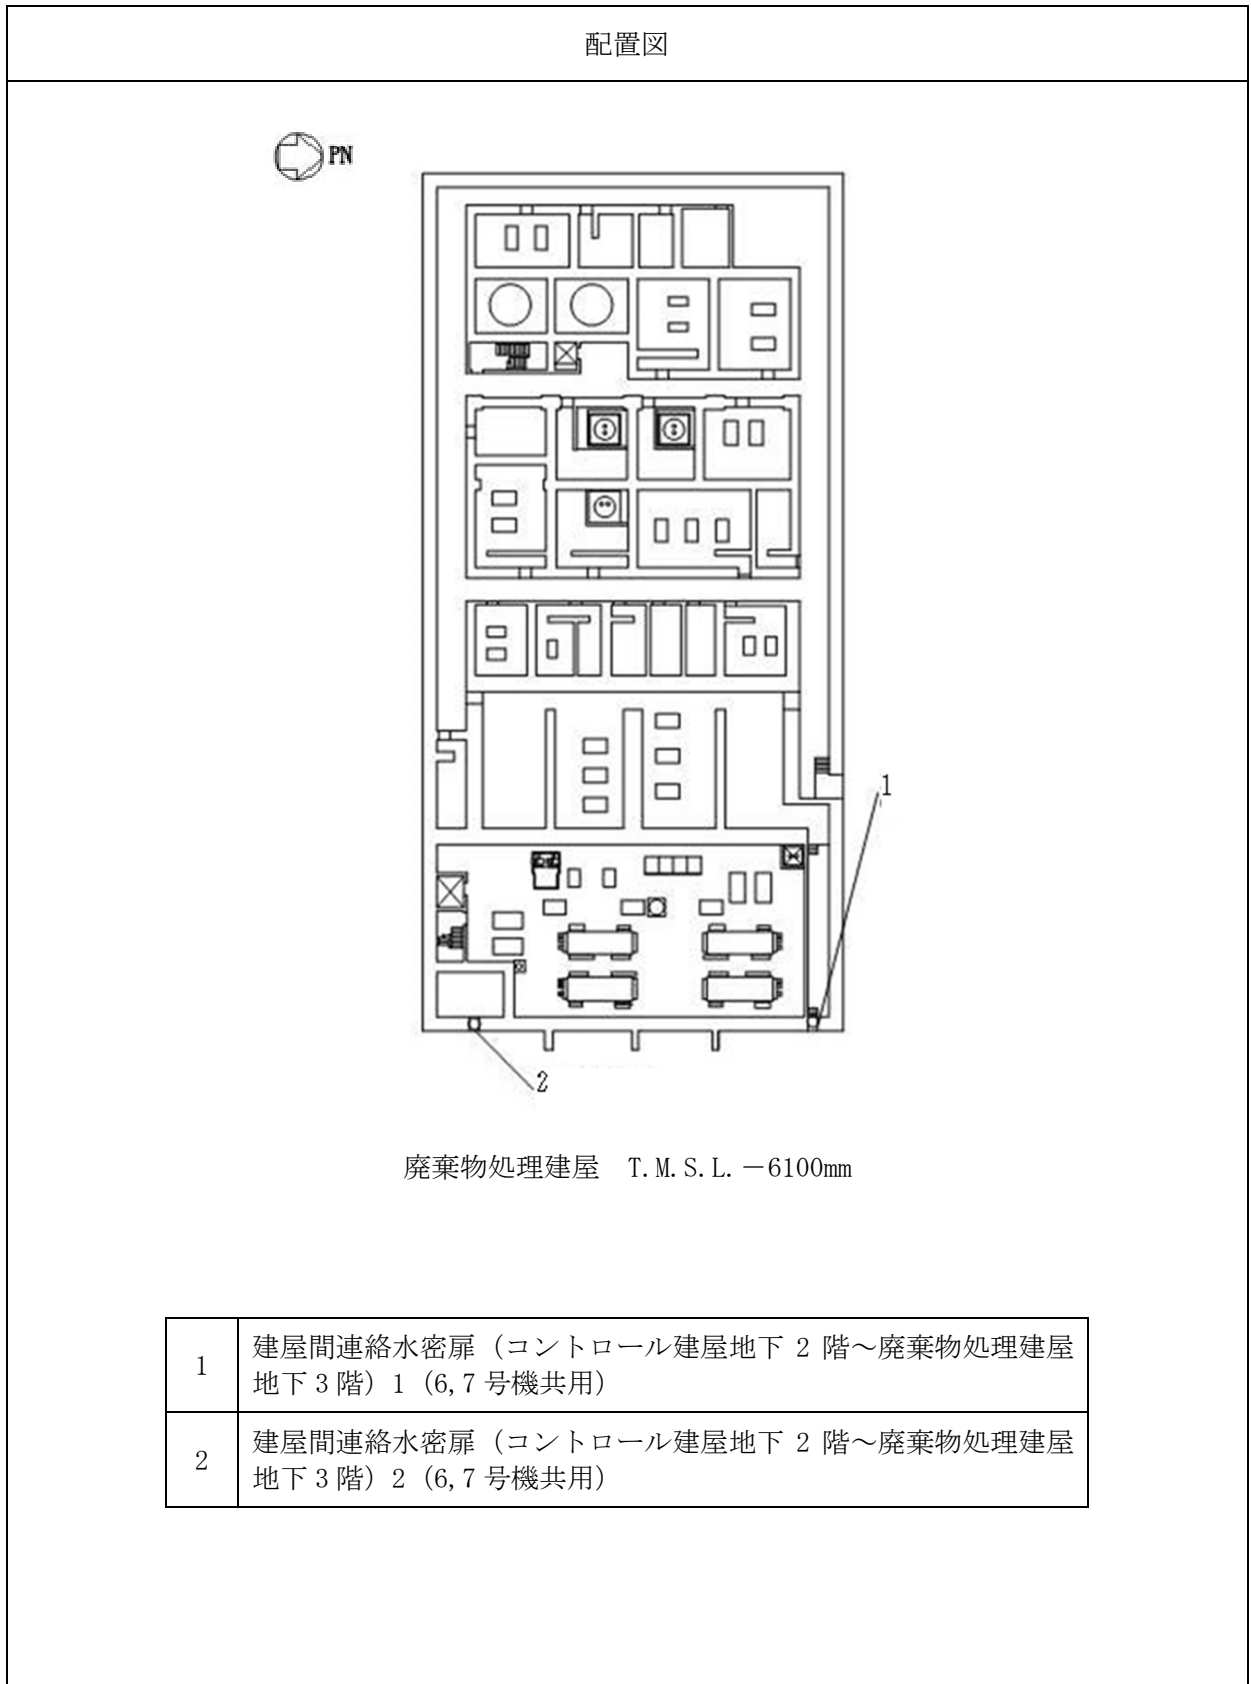 配置図
PN
1
2
廃棄物処理建屋　T.M.S.L.－6100mm
1
建屋間連絡水密扉（コントロール建屋地下 2 階～廃棄物処理建屋
地下 3 階）1（6,7 号機共用）
2
建屋間連絡水密扉（コントロール建屋地下 2 階～廃棄物処理建屋
地下 3 階）2（6,7 号機共用）